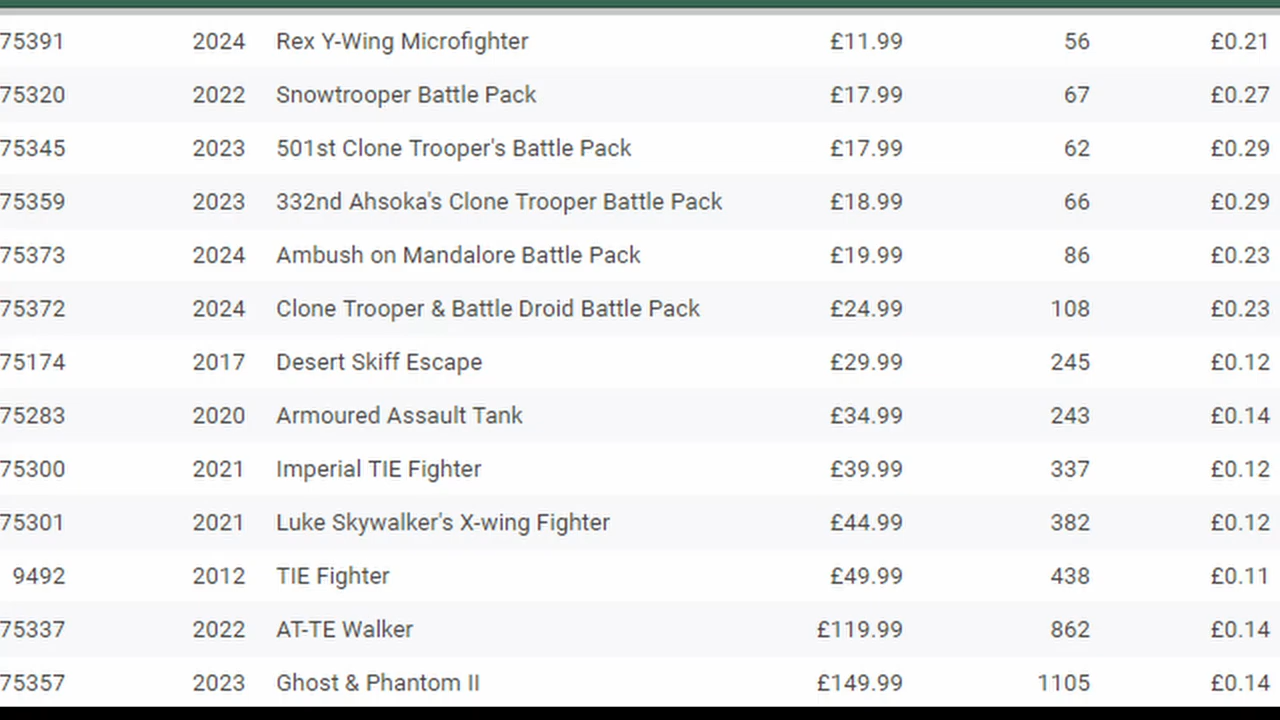 75391 2024 Rex Y-Wing Microfighter £11.99 56 £0.21
75320 2022 Snowtrooper Battle Pack £17.99 67 £0.27
75345 2023 501st Clone Trooper's Battle Pack £17.99 62 £0.29
75359 2023 332nd Ahsoka's Clone Trooper Battle Pack £18.99 66 £0.29
75373 2024 Ambush on Mandalore Battle Pack £19.99 86 £0.23
75372 2024 Clone Trooper & Battle Droid Battle Pack £24.99 108 £0.23
75174 2017 Desert Skiff Escape £29.99 245 £0.12
75283 2020 Armoured Assault Tank £34.99 243 £0.14
75300 2021 Imperial TIE Fighter £39.99 337 £0.12
75301 2021 Luke Skywalker's X-wing Fighter £44.99 382 £0.12
9492 2012 TIE Fighter £49.99 438 £0.11
75337 2022 AT-TE Walker £119.99 862 £0.14
75357 2023 Ghost & Phantom II £149.99 1105 £0.14